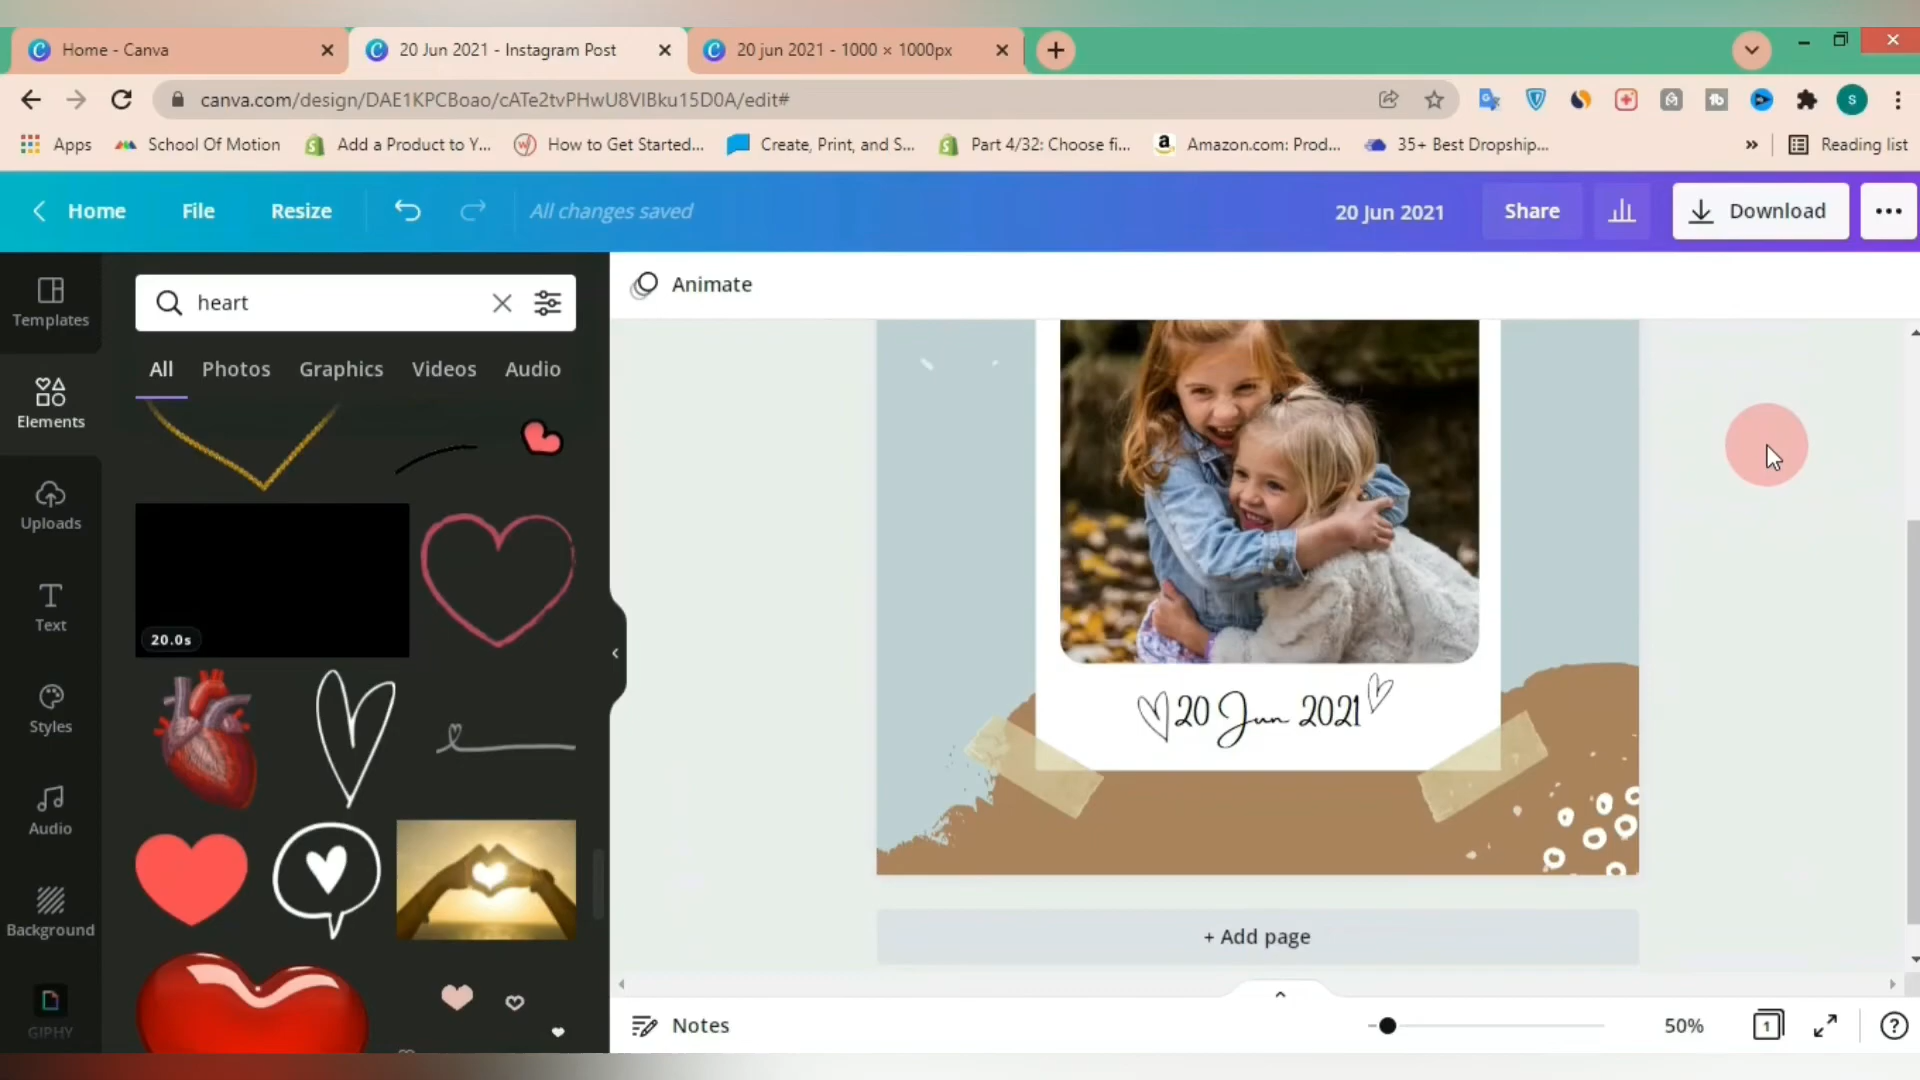 Home - Canva
20 Jun 2021 - Instagram Post
20 jun 2021 - 1000 × 1000px
canva.com/design/DAE1KPCBoao/cATe2tvPHwU8VIBku15D0A/edit#
Apps
School Of Motion
Add a Product to Y...
How to Get Started...
Create, Print, and S...
Part 4/32: Choose fi...
Amazon.com: Prod...
35+ Best Dropship...
Reading list
Home
File
Resize
All changes saved
20 Jun 2021
Share
Download
Templates
Elements
Uploads
Text
Styles
Audio
Background
GIPHY
heart
All
Photos
Graphics
Videos
Audio
20.0s
Animate
20 Jun 2021
+ Add page
Notes
50%
1